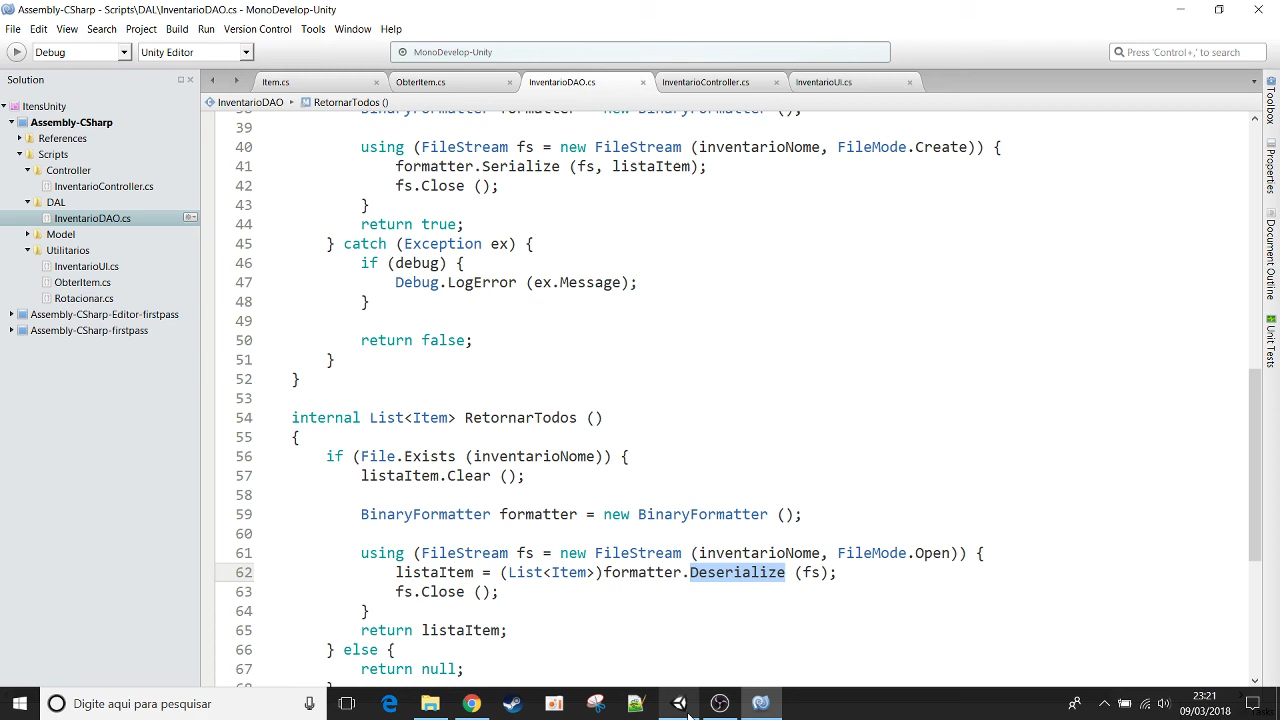 Assembly-CSharp - Scripts\DAL\InventarioDAO.cs - MonoDevelop-Unity
File Edit View Search Project Build Run Version Control Tools Window Help
Debug Unity Editor MonoDevelop-Unity Press 'Control+,' to search
Solution
Item.cs ObterItem.cs InventarioDAO.cs InventarioController.cs InventarioUI.cs
InventarioDAO RetornarTodos ()
ItensUnity
Assembly-CSharp
References
Scripts
Controller
InventarioController.cs
DAL
InventarioDAO.cs
Model
Utilitarios
InventarioUI.cs
ObterItem.cs
Rotacionar.cs
Assembly-CSharp-Editor-firstpass
Assembly-CSharp-firstpass
38 BinaryFormatter formatter = new BinaryFormatter ();
39
40 using (FileStream fs = new FileStream (inventarioNome, FileMode.Create)) {
41 formatter.Serialize (fs, listaItem);
42 fs.Close ();
43 }
44 return true;
45 } catch (Exception ex) {
46 if (debug) {
47 Debug.LogError (ex.Message);
48 }
49
50 return false;
51 }
52 }
53
54 internal List<Item> RetornarTodos ()
55 {
56 if (File.Exists (inventarioNome)) {
57 listaItem.Clear ();
58
59 BinaryFormatter formatter = new BinaryFormatter ();
60
61 using (FileStream fs = new FileStream (inventarioNome, FileMode.Open)) {
62 listaItem = (List<Item>)formatter.Deserialize (fs);
63 fs.Close ();
64 }
65 return listaItem;
66 } else {
67 return null;
68 }
Toolbox
Properties
Document Outline
Unit Tests
Digite aqui para pesquisar
23:21
09/03/2018